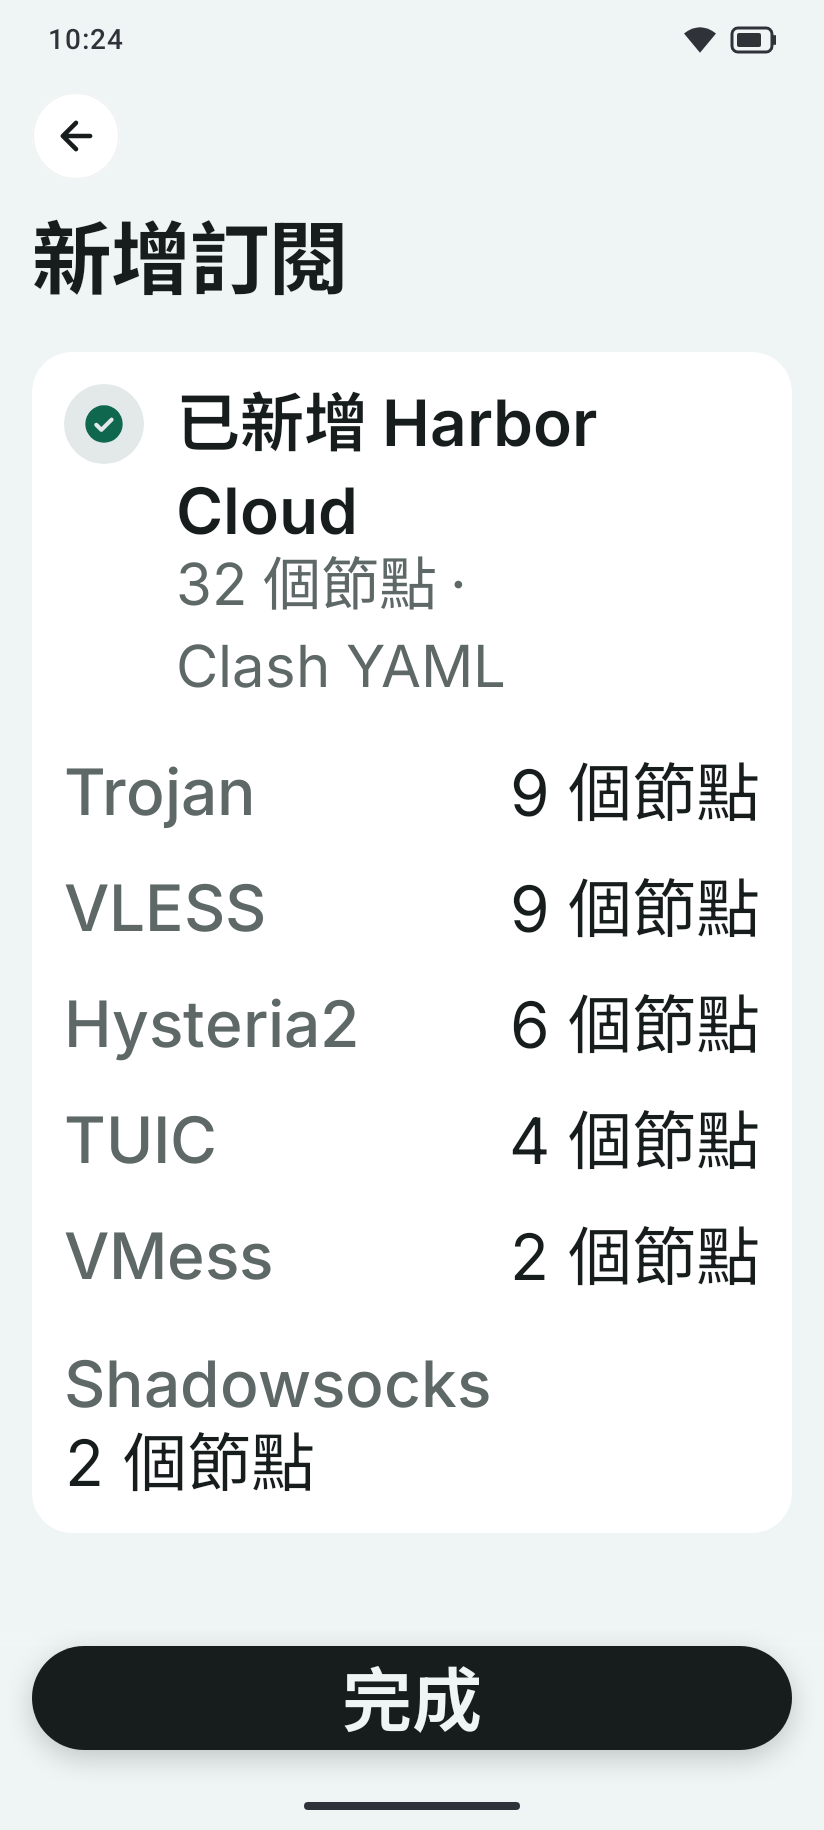 10:24
新增訂閱
已新增 Harbor
Cloud
32 個節點 ·
Clash YAML
Trojan 9 個節點
VLESS 9 個節點
Hysteria2 6 個節點
TUIC 4 個節點
VMess 2 個節點
Shadowsocks
2 個節點
完成